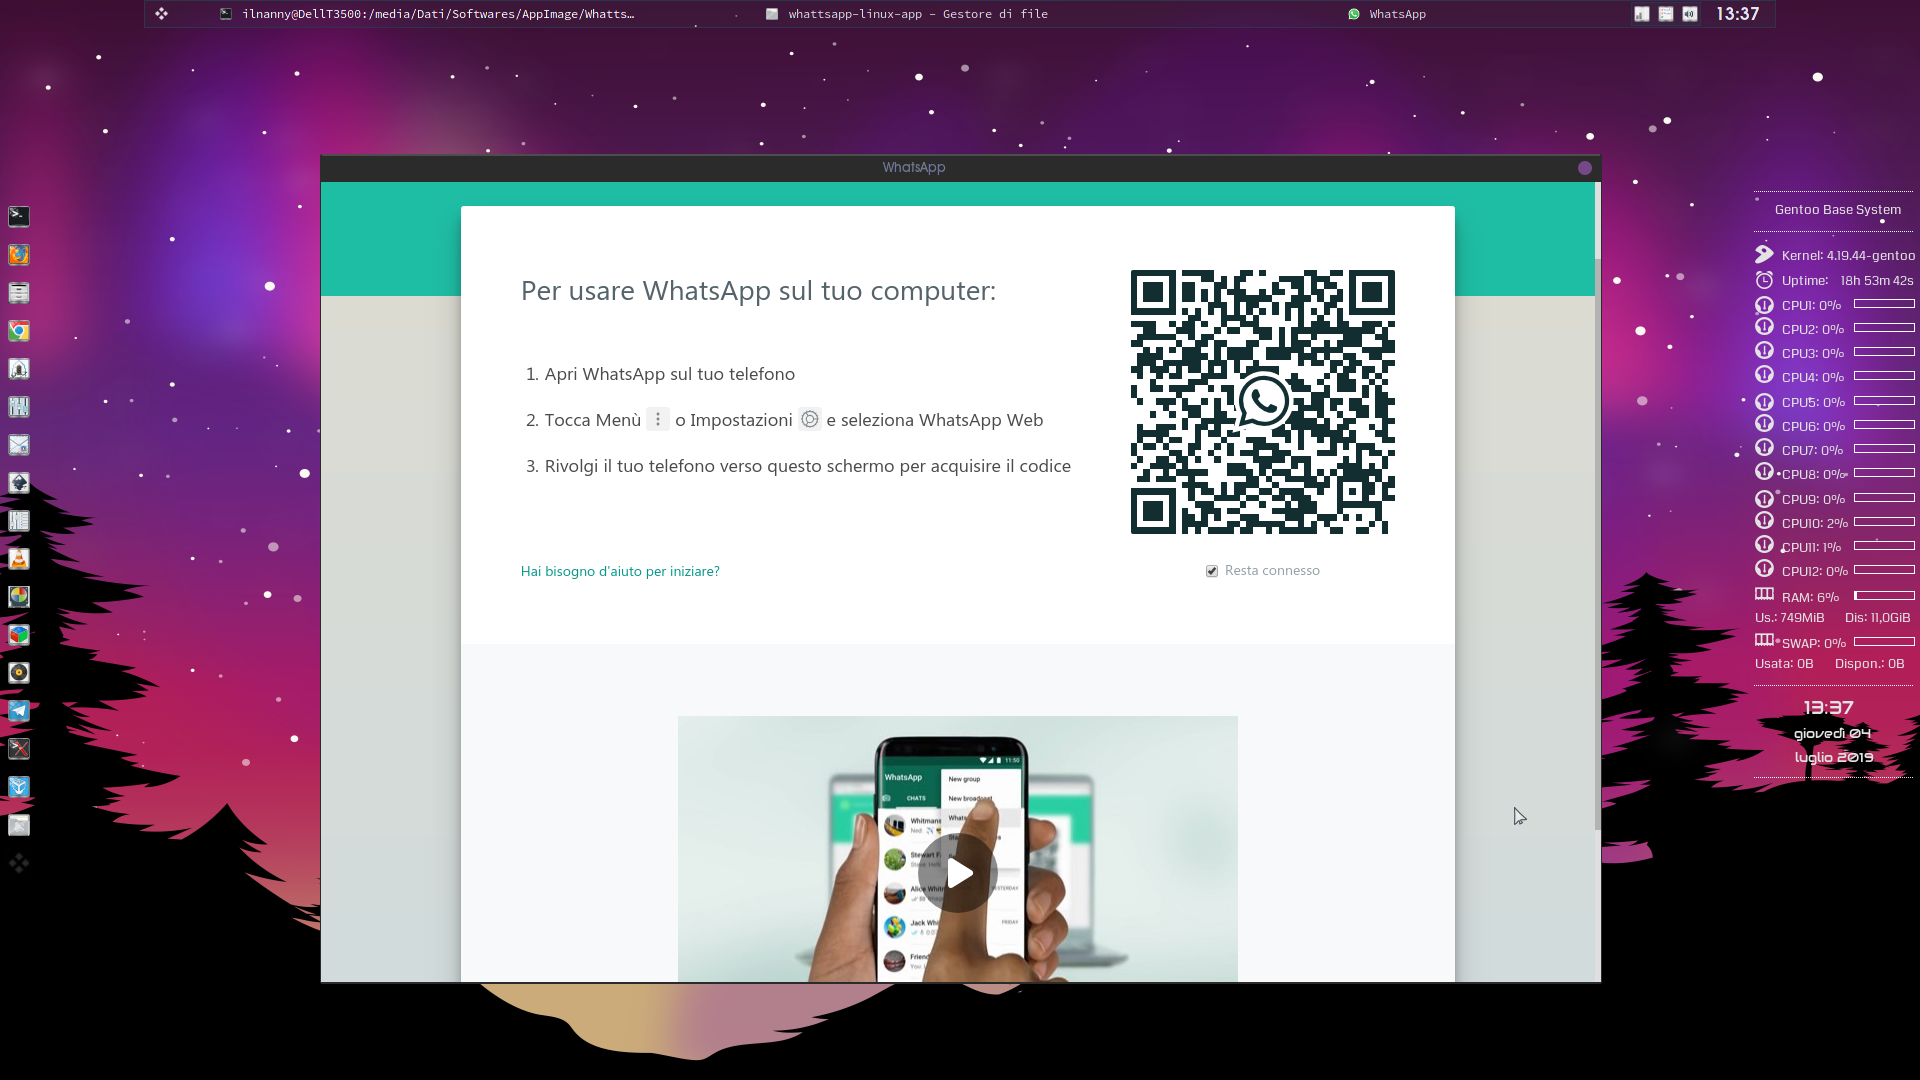 ilnanny@DellT3500:/media/Dati/Softwares/AppImage/Whatts…
whattsapp-linux-app - Gestore di file
WhatsApp
13:37
WhatsApp
Per usare WhatsApp sul tuo computer:
1. Apri WhatsApp sul tuo telefono
2. Tocca Menù o Impostazioni e seleziona WhatsApp Web
3. Rivolgi il tuo telefono verso questo schermo per acquisire il codice
Hai bisogno d'aiuto per iniziare?
Resta connesso
11:50
WhatsApp
New group
CHATS
New broadcast
Whats
Whitmans
Ned:
Stewart F
Alice Whit
YESTERDAY
Jack Whi
FRIDAY
Friend
Gentoo Base System
Kernel: 4.19.44-gentoo
Uptime: 18h 53m 42s
CPU1: 0%
CPU2: 0%
CPU3: 0%
CPU4: 0%
CPU5: 0%
CPU6: 0%
CPU7: 0%
CPU8: 0%
CPU9: 0%
CPU10: 2%
CPU11: 1%
CPU12: 0%
RAM: 6%
Us.: 749MiB Dis: 11,0GiB
SWAP: 0%
Usata: 0B Dispon.: 0B
13:37
giovedì 04
luglio 2019